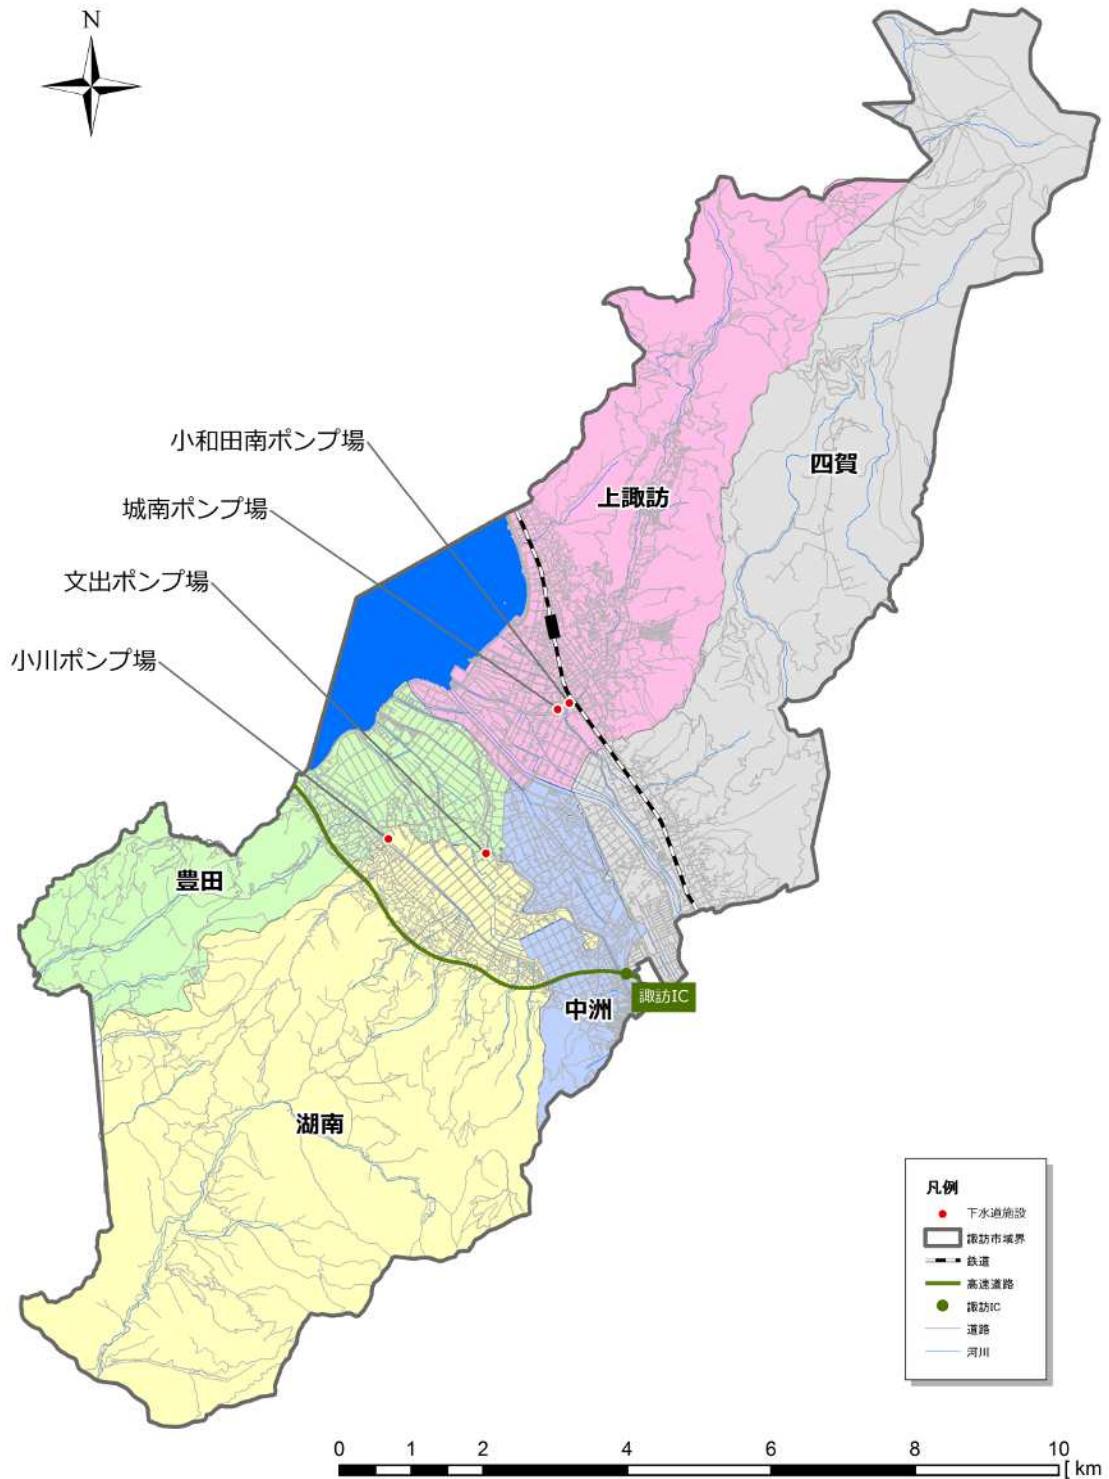 N
小和田南ポンプ場
城南ポンプ場
文出ポンプ場
小川ポンプ場
四賀
上諏訪
豊田
諏訪IC
中洲
湖南
凡例
下水道施設
諏訪市域界
鉄道
高速道路
諏訪IC
道路
河川
0 1 2 4 6 8 10
[ km